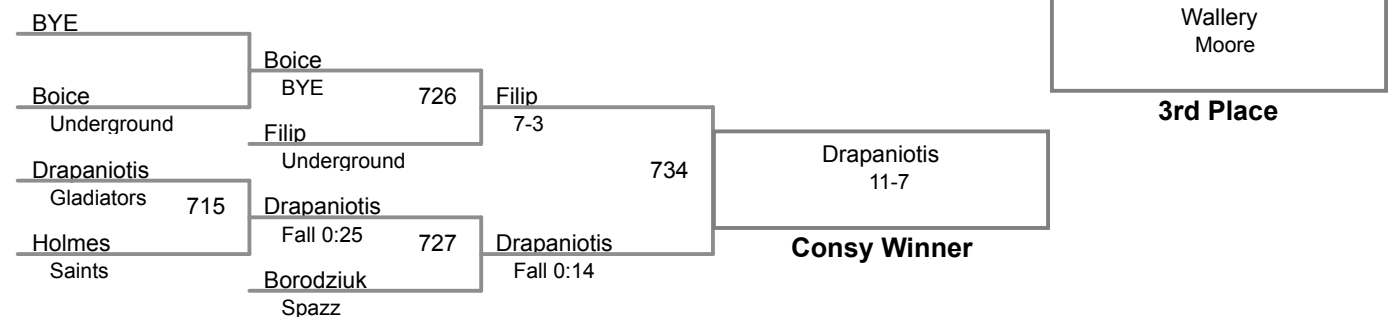 BYE
Boice
Underground
Drapaniotis
Gladiators
715
Holmes
Saints
Boice
BYE
726
Filip
Underground
Drapaniotis
Fall 0:25
727
Borodziuk
Spazz
Filip
7-3
734
Drapaniotis
Fall 0:14
Drapaniotis
11-7
Consy Winner
Wallery
Moore
3rd Place